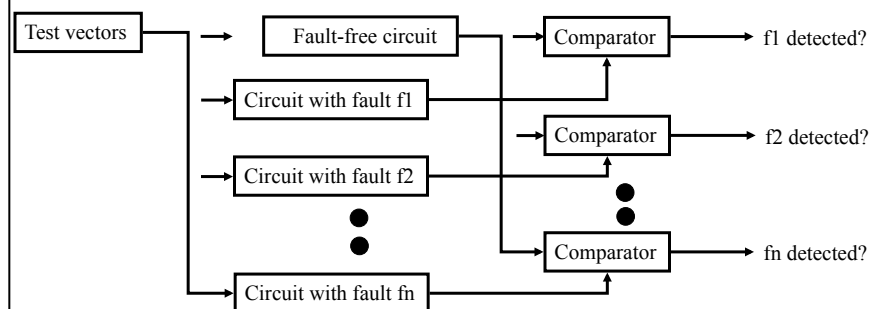 Test vectors
Fault-free circuit
Comparator
f1 detected?
Circuit with fault f1
Comparator
f2 detected?
Circuit with fault f2
Comparator
fn detected?
Circuit with fault fn